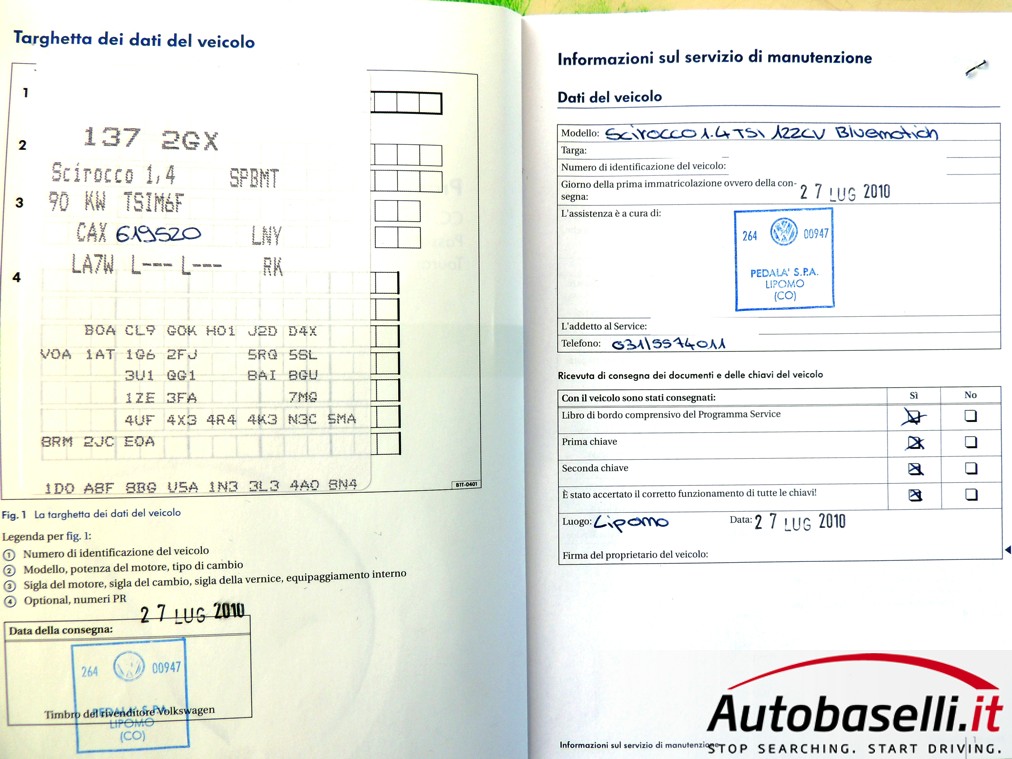 Targhetta dei dati del veicolo
1
2
3
4
137 2GX
Scirocco 1,4 SPBMT
90 KW TSIM6F
CAX 619520 LNY
LA7W L--- L--- RK
BOA CL9 GOK HO1 J2D D4X
VOA 1AT 1G6 2FJ 5RQ 5SL
3U1 QG1 8AI 8GU
1ZE 3FA 7MG
4UF 4X3 4R4 4K3 N3C 5MA
8RM 2JC EOA
1DO A8F 8BG U5A 1N3 3L3 4AO 8N4
B1T-0401
Fig. 1 La targhetta dei dati del veicolo
Legenda per fig. 1:
1 Numero di identificazione del veicolo
2 Modello, potenza del motore, tipo di cambio
3 Sigla del motore, sigla del cambio, sigla della vernice, equipaggiamento interno
4 Optional, numeri PR
27 LUG 2010
Data della consegna:
264 00947
PEDALA' S.P.A.
Timbro del rivenditore Volkswagen
LIPOMO
(CO)
Informazioni sul servizio di manutenzione
Dati del veicolo
Modello: Scirocco 1.4 TSI 122CV Bluemotion
Targa:
Numero di identificazione del veicolo:
Giorno della prima immatricolazione ovvero della con-
segna: 27 LUG 2010
L'assistenza è a cura di:
264 00947
PEDALA' S.P.A.
LIPOMO
(CO)
L'addetto al Service:
Telefono: 031/5574011
Ricevuta di consegna dei documenti e delle chiavi del veicolo
Con il veicolo sono stati consegnati: Sì No
Libro di bordo comprensivo del Programma Service
Prima chiave
Seconda chiave
È stato accertato il corretto funzionamento di tutte le chiavi!
Luogo: Lipomo Data: 27 LUG 2010
Firma del proprietario del veicolo:
Informazioni sul servizio di manutenzione
Autobaselli.it
STOP SEARCHING. START DRIVING.